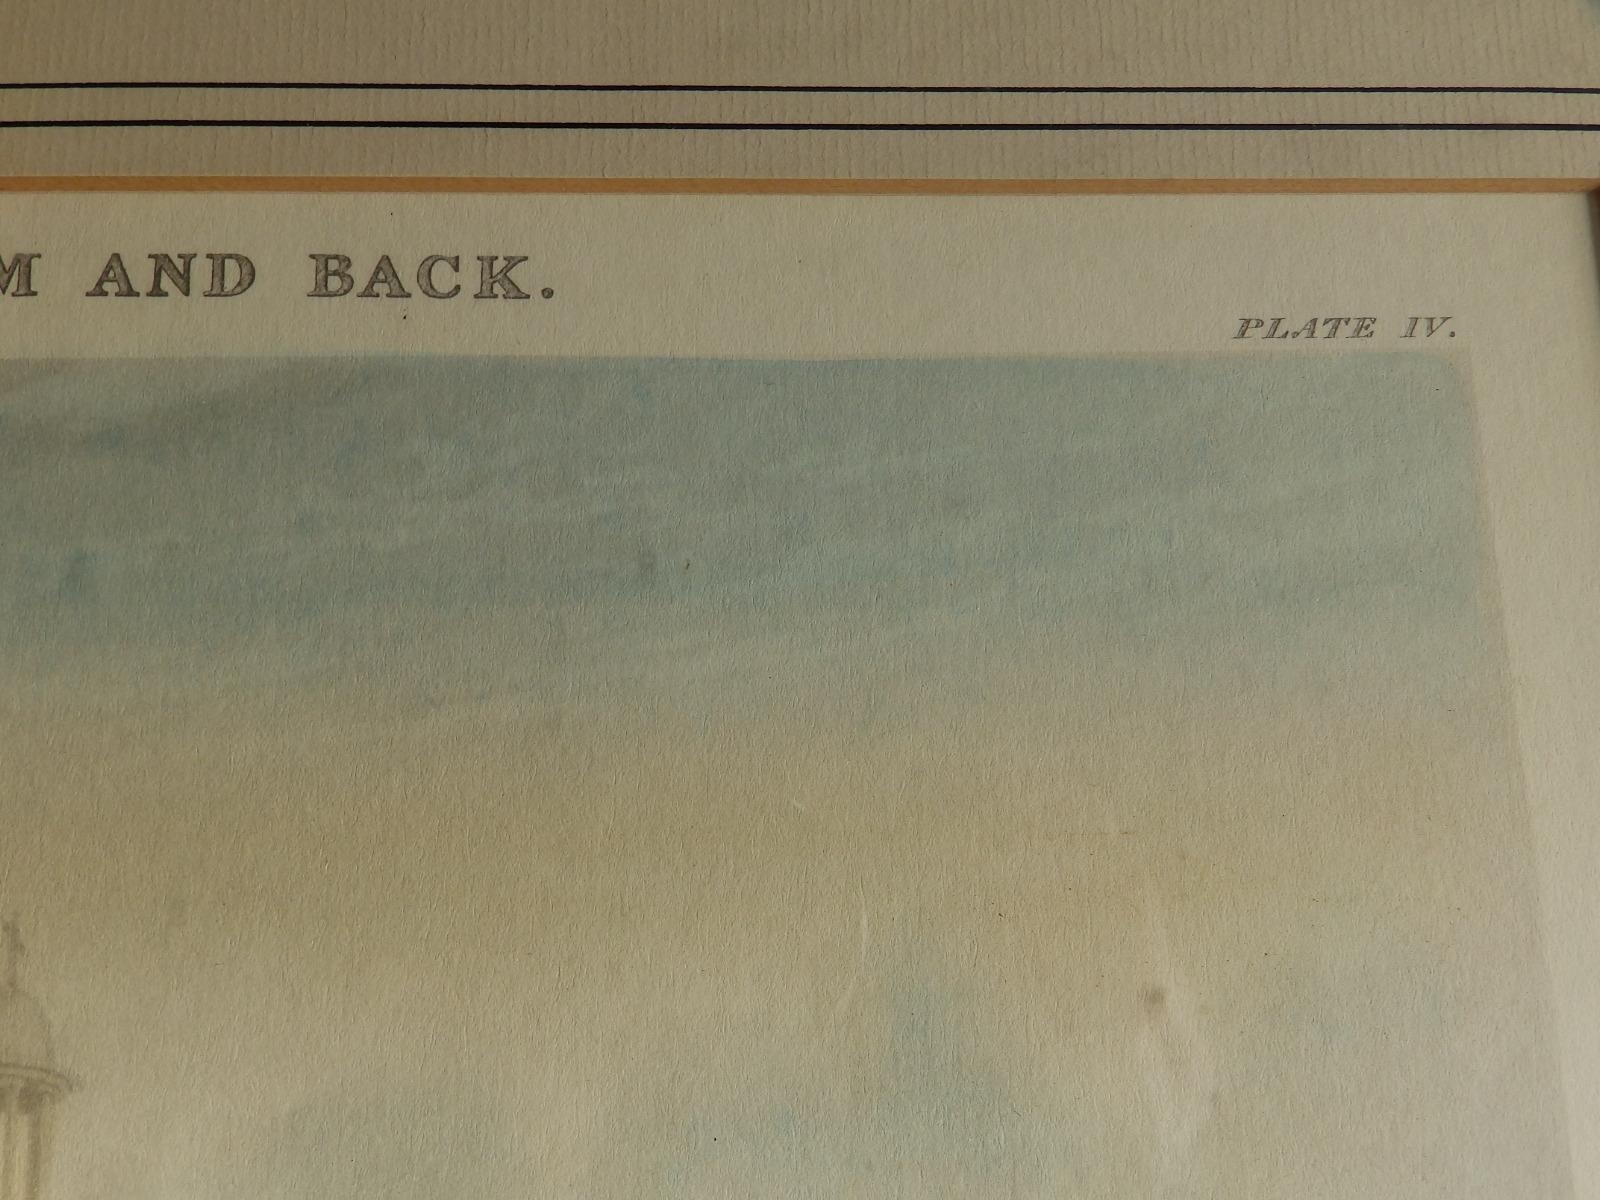 M AND BACK.
PLATE IV.